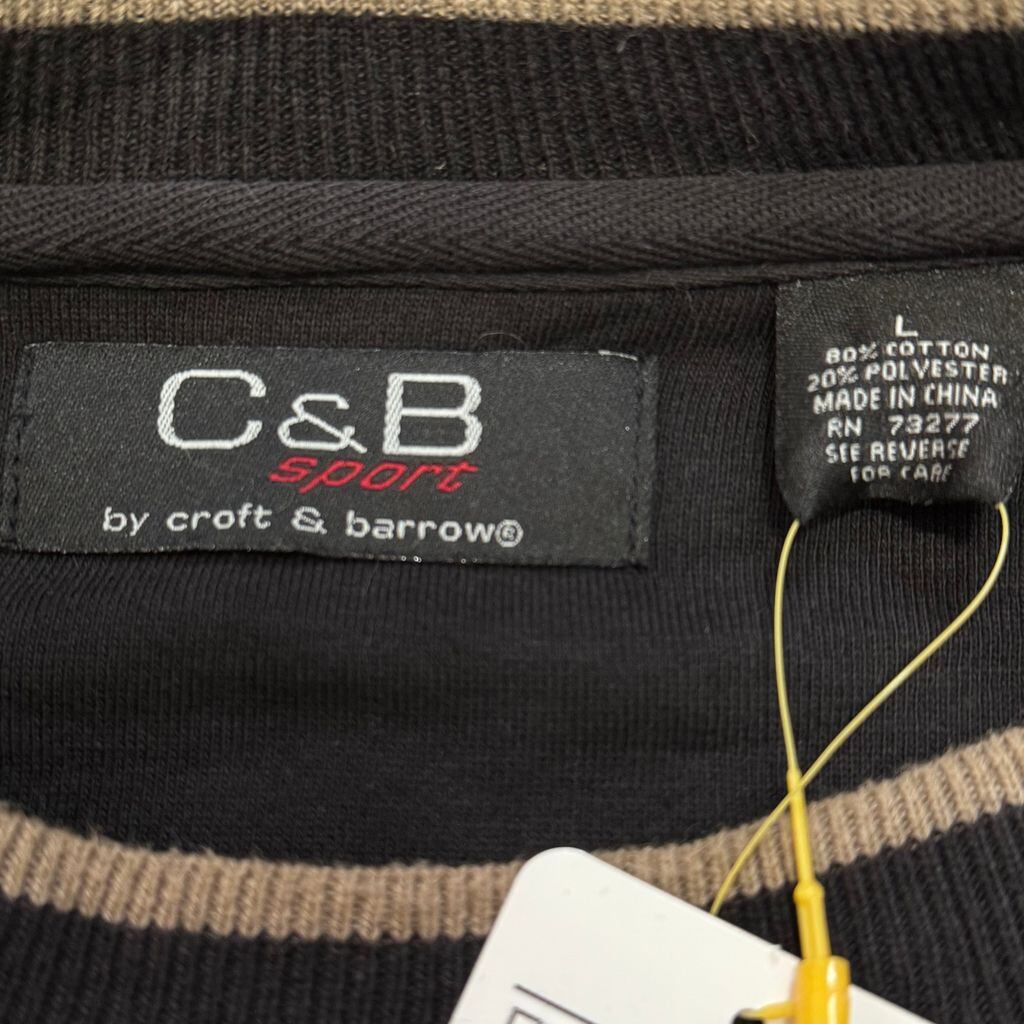 C&B
sport
by croft & barrow®
L
80% COTTON
20% POLYESTER
MADE IN CHINA
RN 73277
SEE REVERSE
FOR CARE